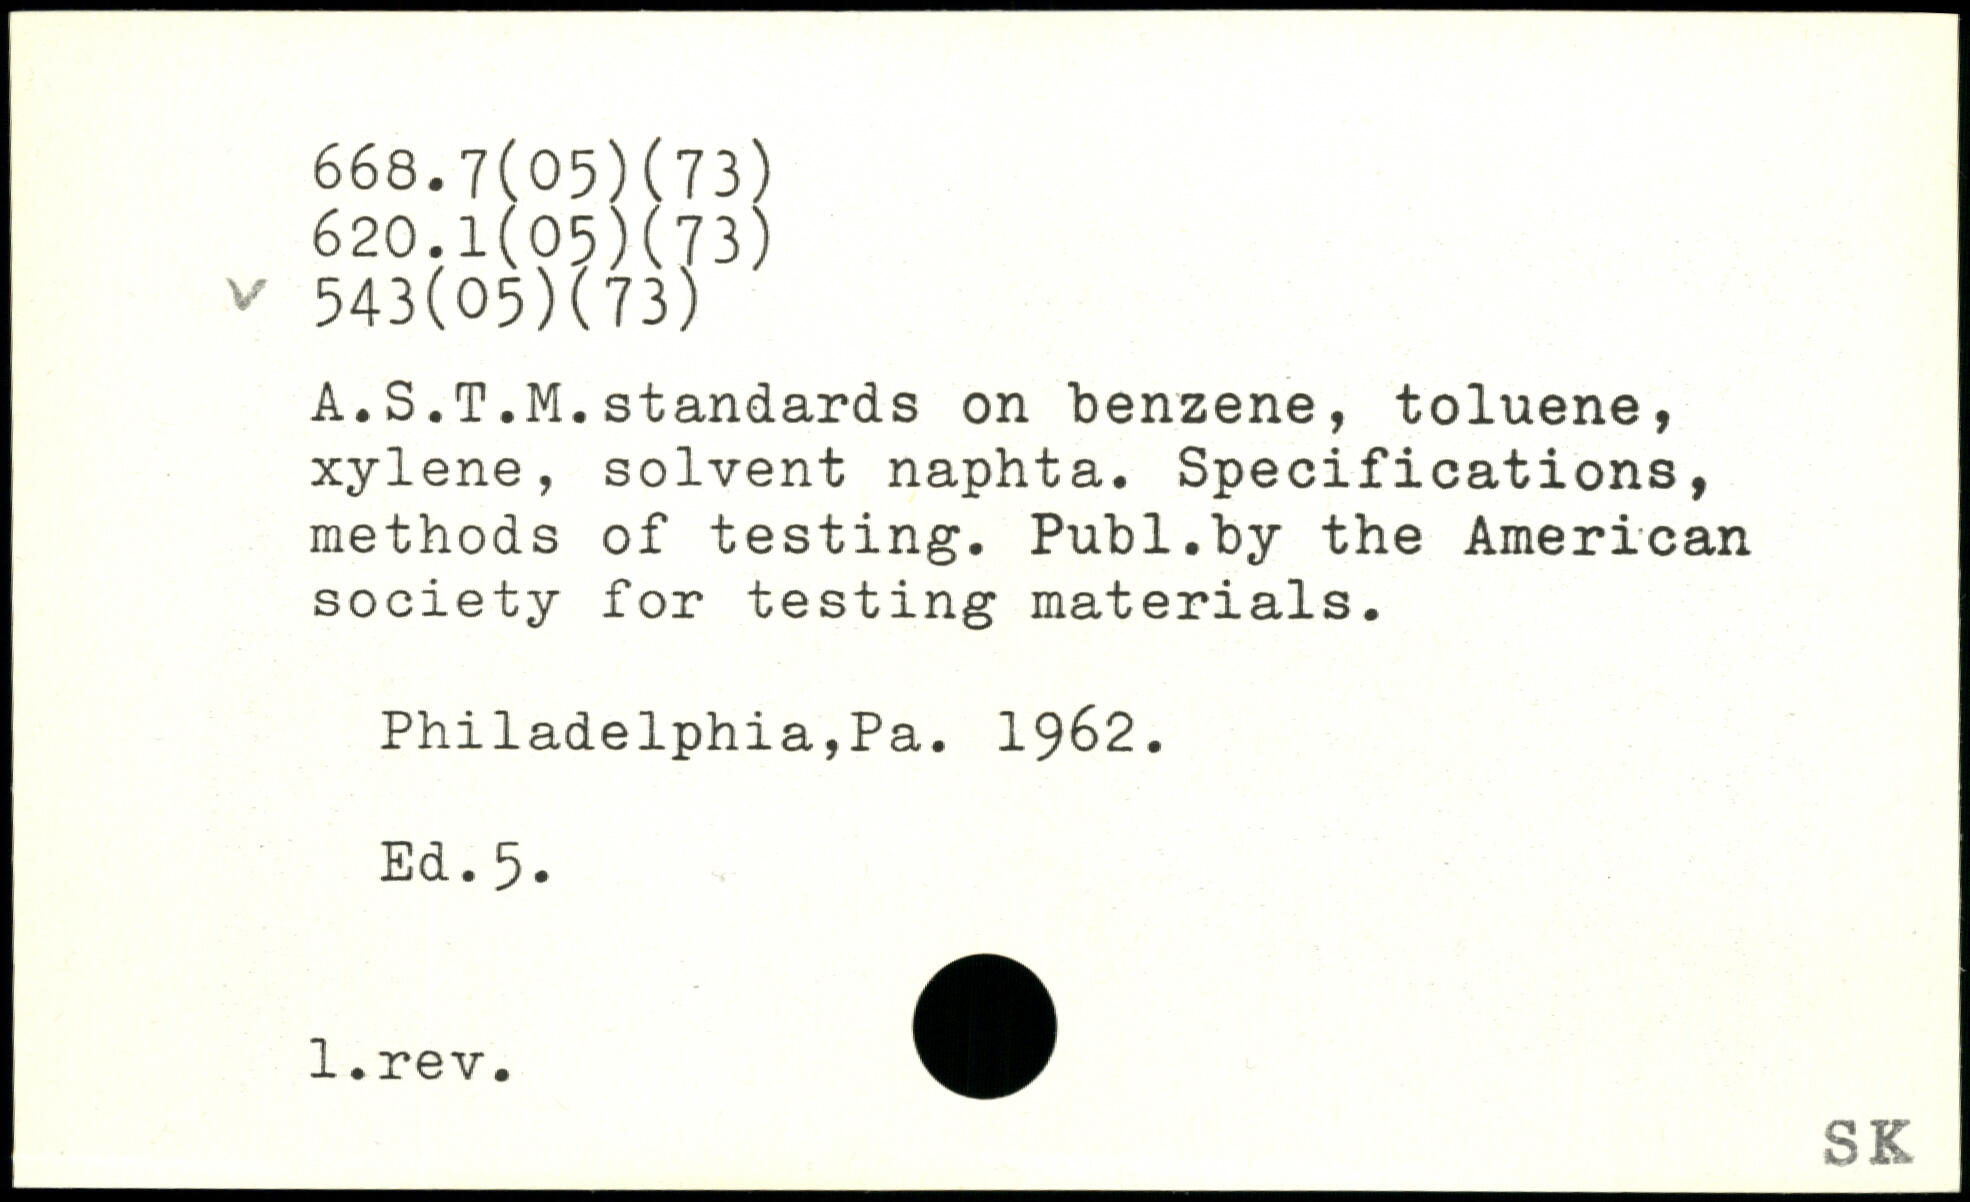 668.7(05)(73)
620.1(05)(73)
v 543(05)(73)
A.S.T.M.standards on benzene, toluene,
xylene, solvent naphta. Specifications,
methods of testing. Publ.by the American
society for testing materials.
Philadelphia,Pa. 1962.
Ed.5.
1.rev.
SK